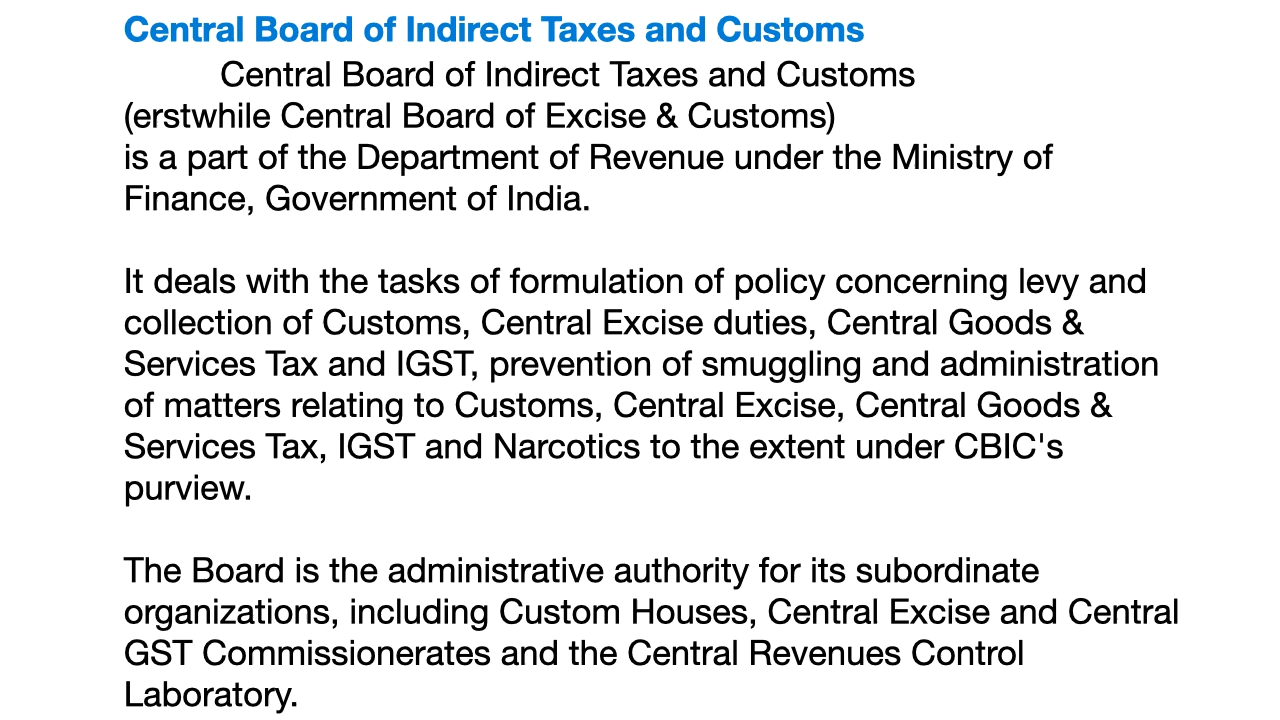 Central Board of Indirect Taxes and Customs
Central Board of Indirect Taxes and Customs
(erstwhile Central Board of Excise & Customs)
is a part of the Department of Revenue under the Ministry of
Finance, Government of India.
It deals with the tasks of formulation of policy concerning levy and
collection of Customs, Central Excise duties, Central Goods &
Services Tax and IGST, prevention of smuggling and administration
of matters relating to Customs, Central Excise, Central Goods &
Services Tax, IGST and Narcotics to the extent under CBIC's
purview.
The Board is the administrative authority for its subordinate
organizations, including Custom Houses, Central Excise and Central
GST Commissionerates and the Central Revenues Control
Laboratory.